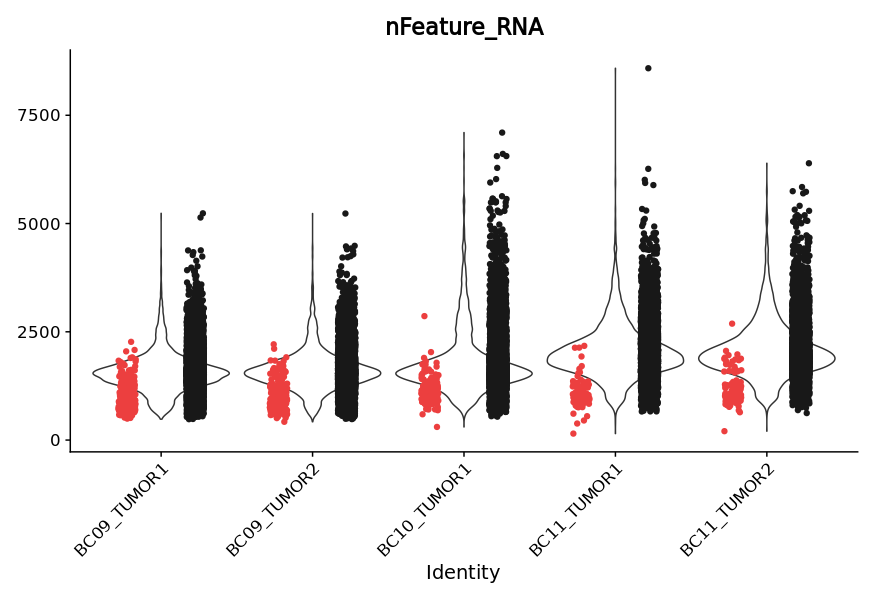 nFeature_RNA
7500
5000
2500
0
BC09_TUMOR1
BC09_TUMOR2
BC10_TUMOR1
BC11_TUMOR1
BC11_TUMOR2
Identity